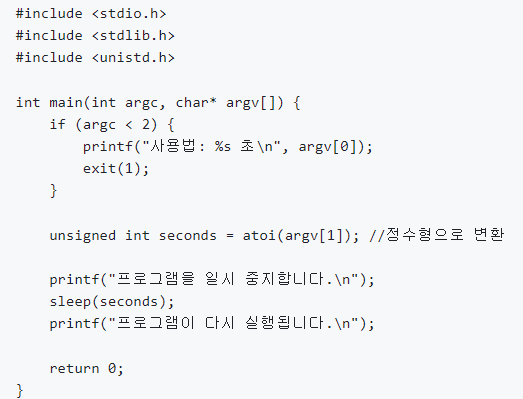 #include <stdio.h>
#include <stdlib.h>
#include <unistd.h>
int main(int argc, char* argv[]) {
    if (argc < 2) {
        printf("사용법: %s 초\n", argv[0]);
        exit(1);
    }
    unsigned int seconds = atoi(argv[1]); //정수형으로 변환
    printf("프로그램을 일시 중지합니다.\n");
    sleep(seconds);
    printf("프로그램이 다시 실행됩니다.\n");
    return 0;
}